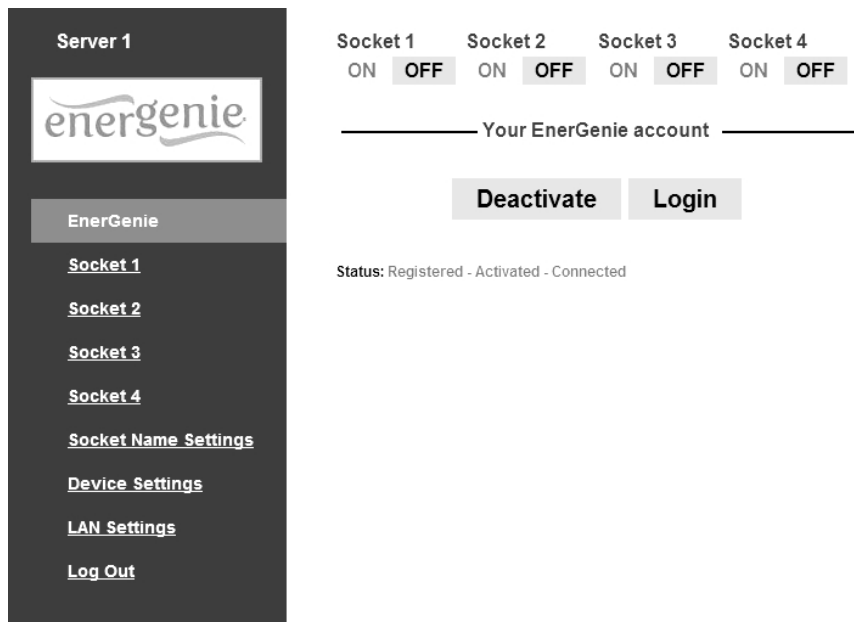 Server 1
energenie
EnerGenie
Socket 1
Socket 2
Socket 3
Socket 4
Socket Name Settings
Device Settings
LAN Settings
Log Out
Socket 1 Socket 2 Socket 3 Socket 4
ON OFF ON OFF ON OFF ON OFF
Your EnerGenie account
Deactivate Login
Status: Registered - Activated - Connected